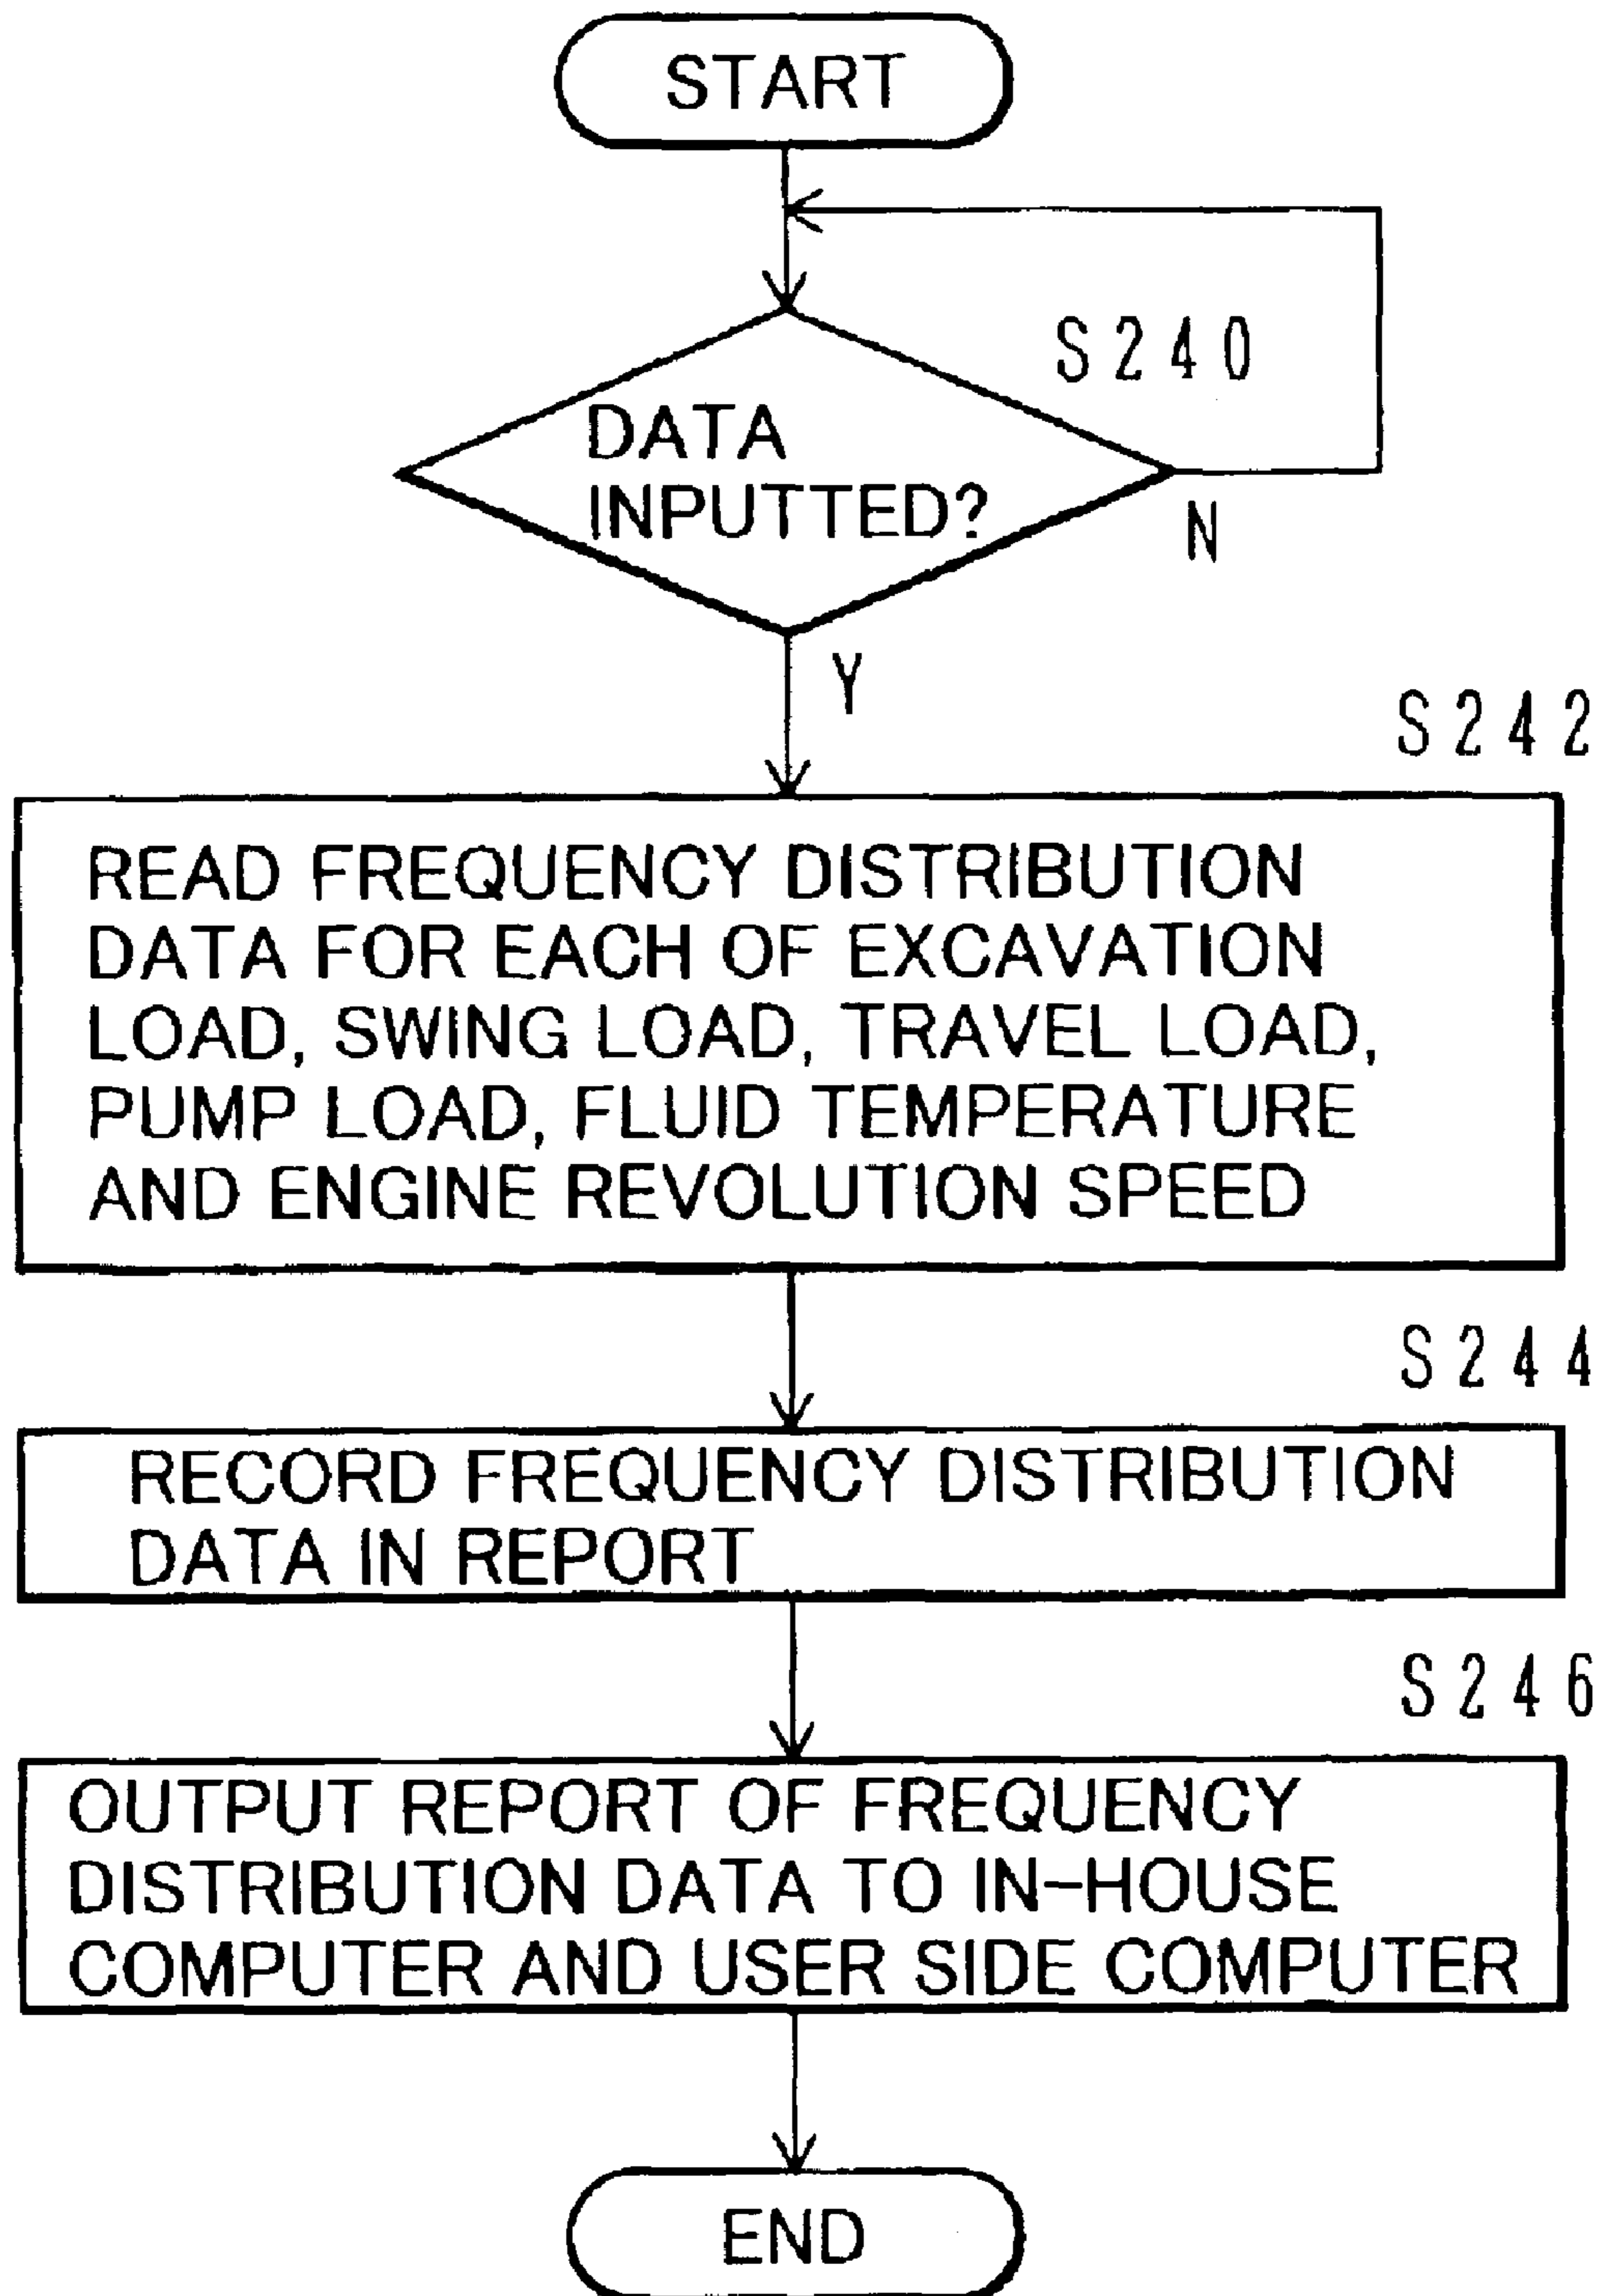 START
S240
DATA
INPUTTED?
N
Y
S242
READ FREQUENCY DISTRIBUTION
DATA FOR EACH OF EXCAVATION
LOAD, SWING LOAD, TRAVEL LOAD,
PUMP LOAD, FLUID TEMPERATURE
AND ENGINE REVOLUTION SPEED
S244
RECORD FREQUENCY DISTRIBUTION
DATA IN REPORT
S246
OUTPUT REPORT OF FREQUENCY
DISTRIBUTION DATA TO IN-HOUSE
COMPUTER AND USER SIDE COMPUTER
END